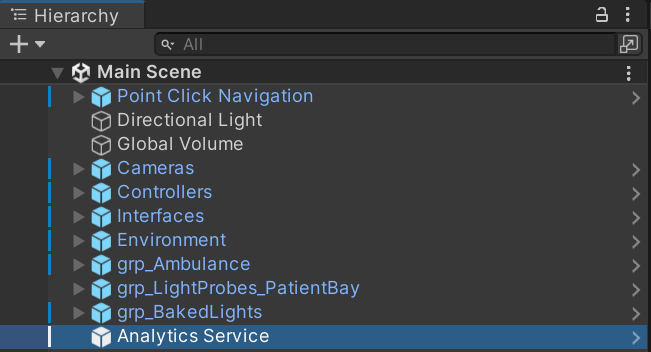 Hierarchy
All
Main Scene
Point Click Navigation
Directional Light
Global Volume
Cameras
Controllers
Interfaces
Environment
grp_Ambulance
grp_LightProbes_PatientBay
grp_BakedLights
Analytics Service